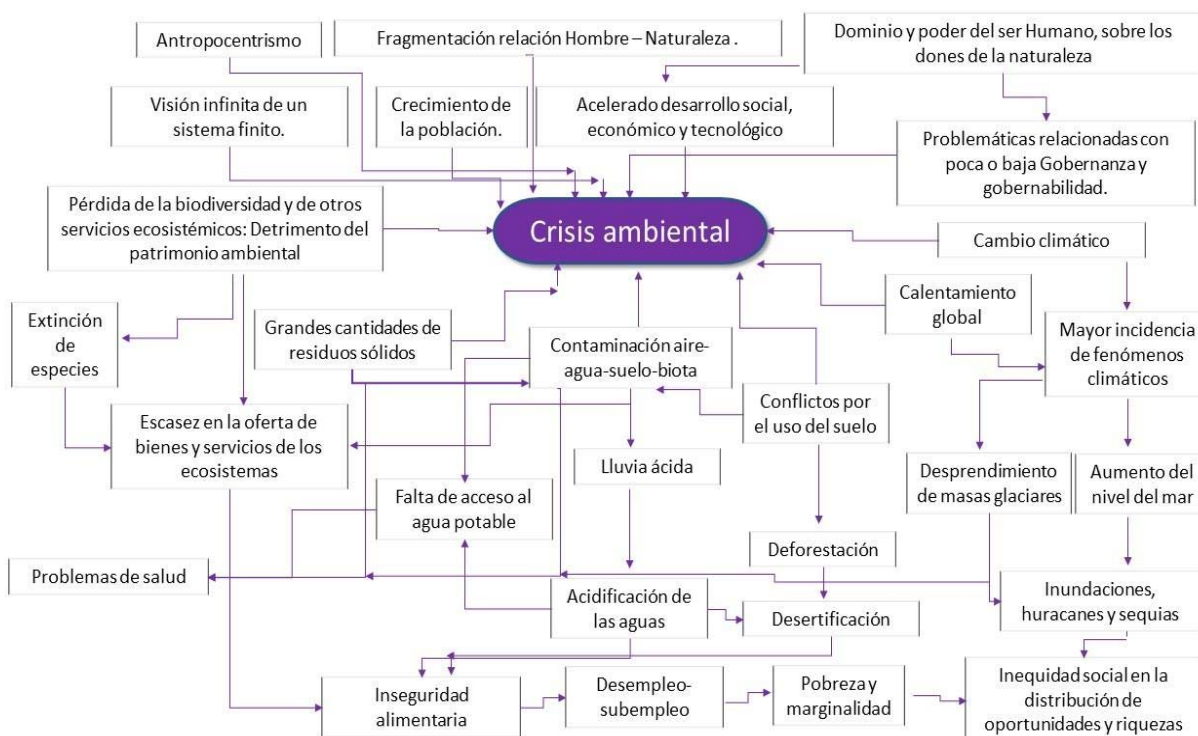 Antropocentrismo
Fragmentación relación Hombre – Naturaleza .
Dominio y poder del ser Humano, sobre los
dones de la naturaleza
Visión infinita de un
sistema finito.
Crecimiento de
la población.
Acelerado desarrollo social,
económico y tecnológico
Problemáticas relacionadas con
poca o baja Gobernanza y
gobernabilidad.
Pérdida de la biodiversidad y de otros
servicios ecosistémicos: Detrimento del
patrimonio ambiental
Crisis ambiental
Cambio climático
Extinción
de
especies
Grandes cantidades de
residuos sólidos
Contaminación aire-
agua-suelo-biota
Calentamiento
global
Mayor incidencia
de fenómenos
climáticos
Escasez en la oferta de
bienes y servicios de los
ecosistemas
Conflictos por
el uso del suelo
Lluvia ácida
Desprendimiento
de masas glaciares
Aumento del
nivel del mar
Falta de acceso al
agua potable
Deforestación
Problemas de salud
Acidificación de
las aguas
Desertificación
Inundaciones,
huracanes y sequias
Inseguridad
alimentaria
Desempleo-
subempleo
Pobreza y
marginalidad
Inequidad social en la
distribución de
oportunidades y riquezas